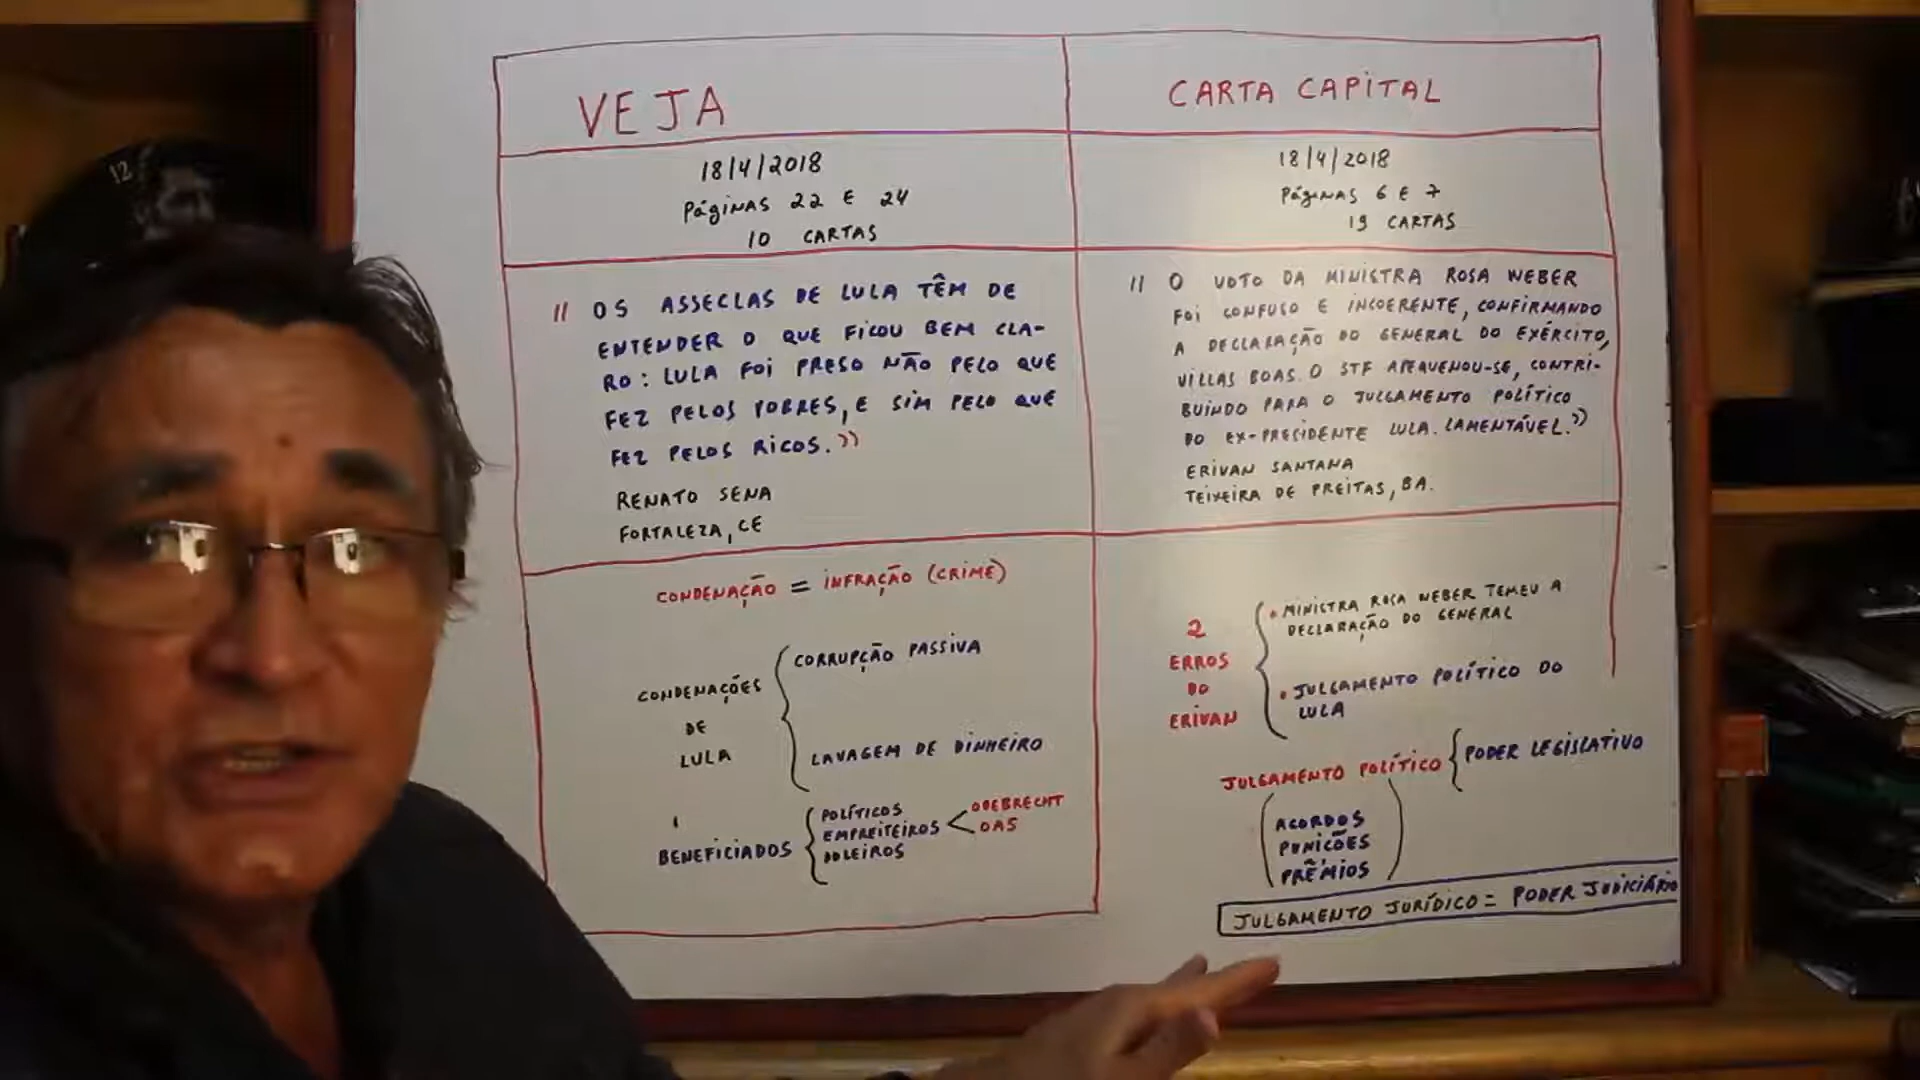 12
VEJA
18/4/2018
PÁGINAS 22 E 24
10 CARTAS
" OS ASSECLAS DE LULA TÊM DE
ENTENDER O QUE FICOU BEM CLA-
RO: LULA FOI PRESO NÃO PELO QUE
FEZ PELOS POBRES, E SIM PELO QUE
FEZ PELOS RICOS."
RENATO SENA
FORTALEZA, CE
CONDENAÇÃO = INFRAÇÃO (CRIME)
CONDENAÇÕES
DE
LULA
CORRUPÇÃO PASSIVA
LAVAGEM DE DINHEIRO
BENEFICIADOS
POLÍTICOS
EMPREITEIROS
DOLEIROS
ODEBRECHT
OAS
CARTA CAPITAL
18/4/2018
PÁGINAS 6 E 7
19 CARTAS
" O VOTO DA MINISTRA ROSA WEBER
FOI CONFUSO E INCOERENTE, CONFIRMANDO
A DECLARAÇÃO DO GENERAL DO EXÉRCITO,
VILLAS BOAS. O STF APEQUENOU-SE, CONTRI-
BUINDO PARA O JULGAMENTO POLÍTICO
DO EX-PRESIDENTE LULA. LAMENTÁVEL."
ERIVAN SANTANA
TEIXEIRA DE FREITAS, BA.
2
ERROS
DO
ERIVAN
• MINISTRA ROSA WEBER TEMEU A
DECLARAÇÃO DO GENERAL
• JULGAMENTO POLÍTICO DO
LULA
JULGAMENTO POLÍTICO { PODER LEGISLATIVO
ACORDOS
PUNIÇÕES
PRÊMIOS
JULGAMENTO JURÍDICO = PODER JUDICIÁRIO